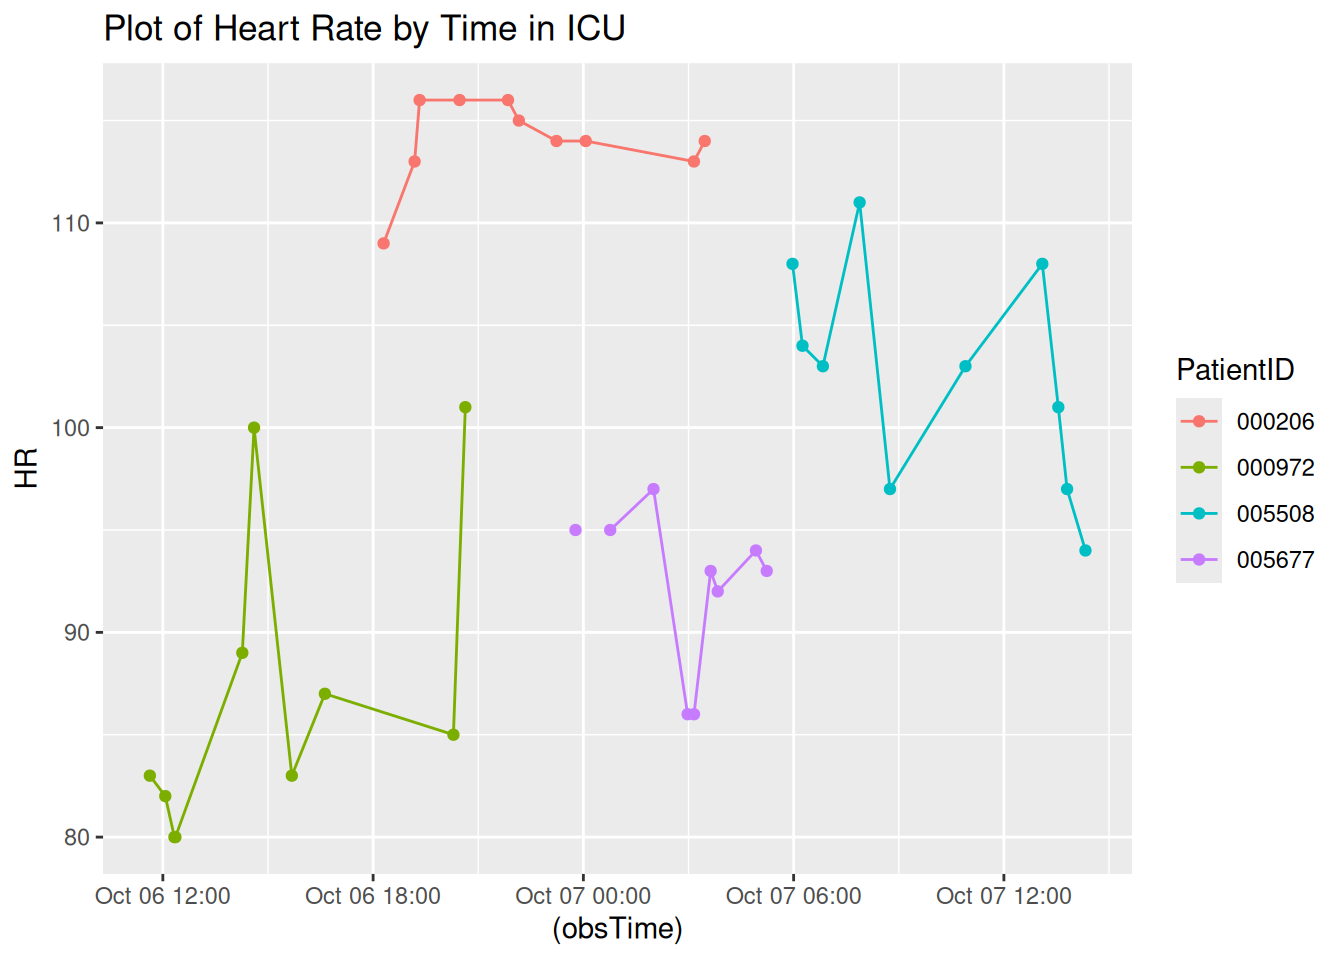 Plot of Heart Rate by Time in ICU
110
100
90
80
HR
Oct 06 12:00
Oct 06 18:00
Oct 07 00:00
Oct 07 06:00
Oct 07 12:00
(obsTime)
PatientID
000206
000972
005508
005677